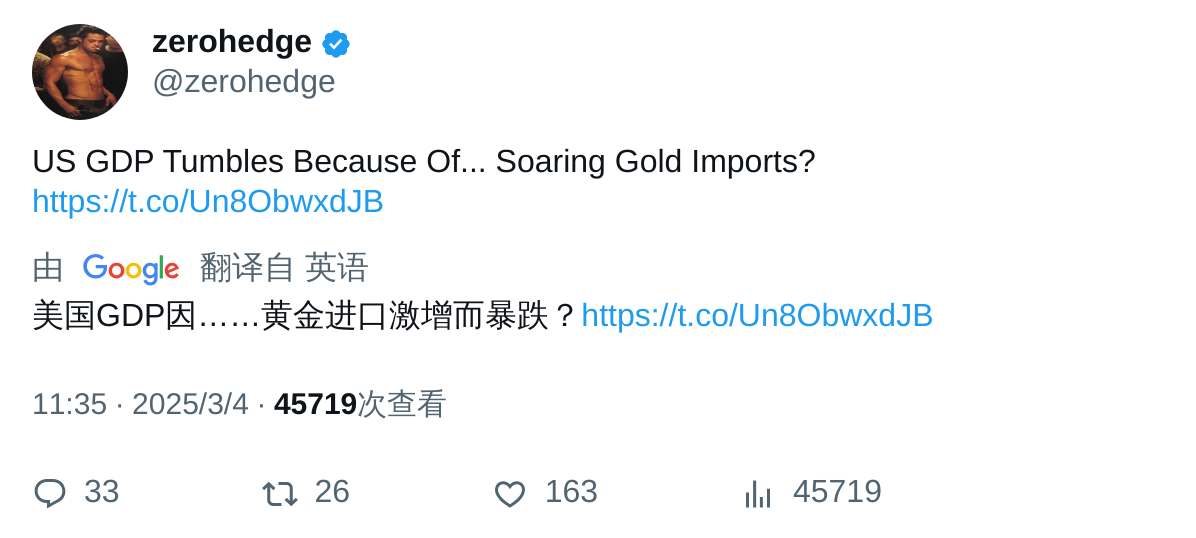 zerohedge
@zerohedge
US GDP Tumbles Because Of... Soaring Gold Imports?
https://t.co/Un8ObwxdJB
由 Google 翻译自 英语
美国GDP因……黄金进口激增而暴跌？https://t.co/Un8ObwxdJB
11:35 · 2025/3/4 · 45719次查看
33 26 163 45719